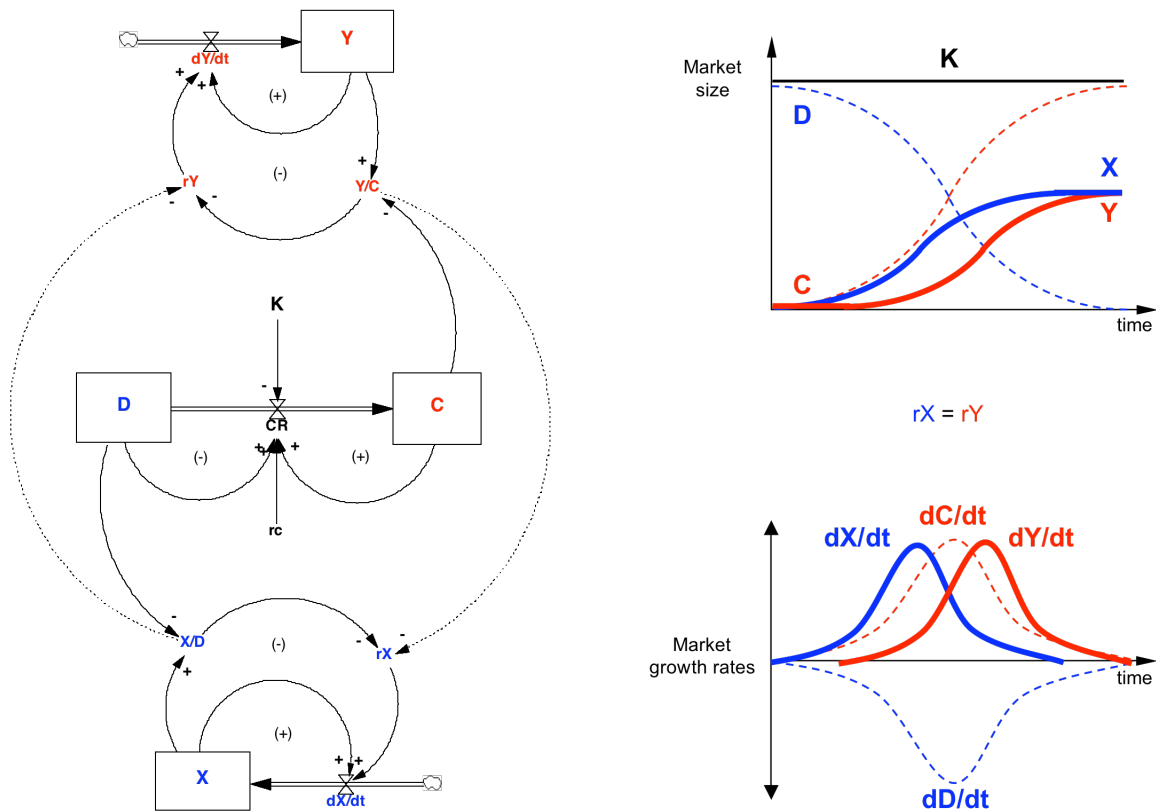 Y
dY/dt
+
+
(+)
+
(-)
rY
-
-
Y/C
-
K
-
D
C
CR
+
+
+
(-)
(+)
rc
-
X/D
+
(-)
-
-
rX
(+)
+
+
X
dX/dt
Market
size
K
D
X
Y
C
time
rX = rY
dC/dt
dX/dt
dY/dt
Market
growth rates
time
dD/dt